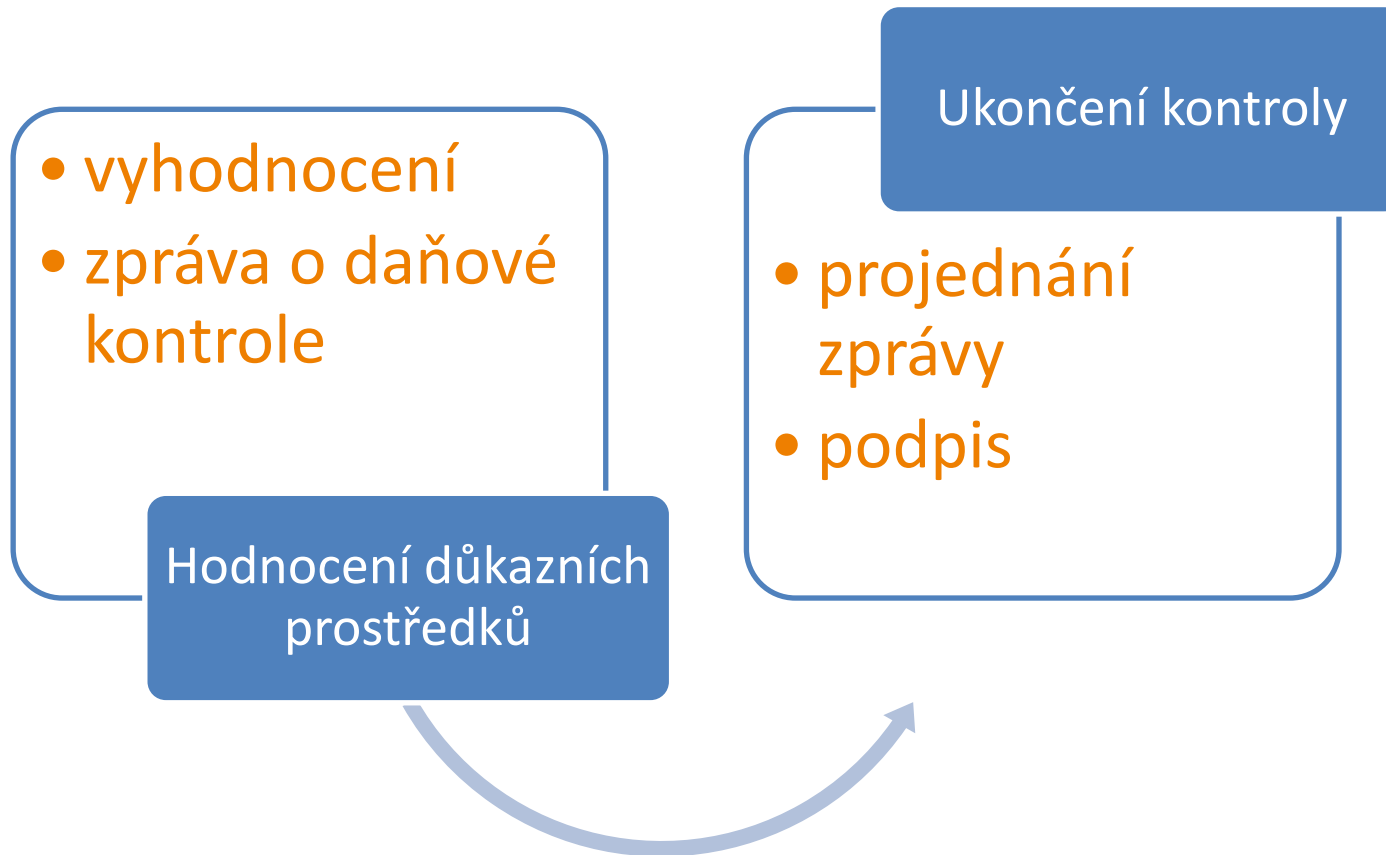 • vyhodnocení
• zpráva o daňové
kontrole
Hodnocení důkazních
prostředků
Ukončení kontroly
• projednání
zprávy
• podpis